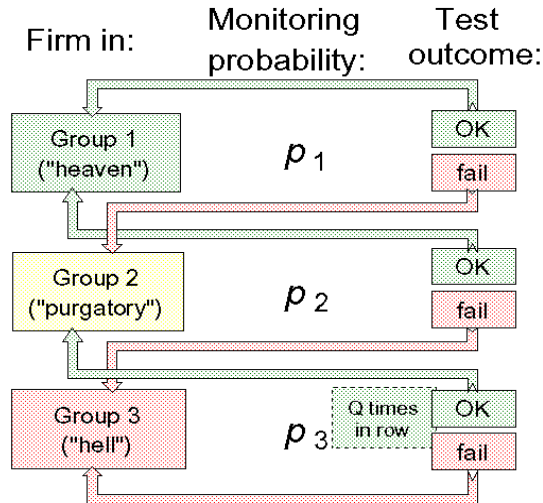 Firm in:
Monitoring
probability:
Test
outcome:
Group 1
("heaven")
p 1
OK
fail
Group 2
("purgatory")
p 2
OK
fail
Group 3
("hell")
p 3
Q times
in row
OK
fail